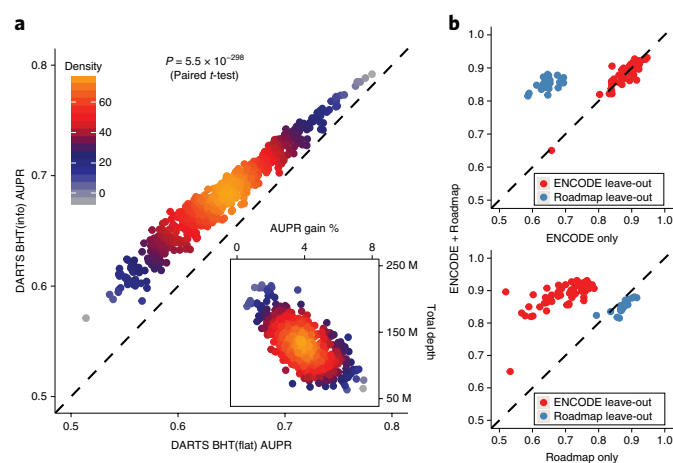 a
P = 5.5 × 10⁻²⁹⁸
(Paired t-test)
Density
60
40
20
0
0.8
0.7
0.6
0.5
DARTS BHT(info) AUPR
0.5
0.6
0.7
0.8
DARTS BHT(flat) AUPR
AUPR gain %
0
4
8
250 M
150 M
50 M
Total depth
b
1.0
0.9
0.8
0.7
0.6
0.5
ENCODE leave-out
Roadmap leave-out
0.5
0.6
0.7
0.8
0.9
1.0
ENCODE only
ENCODE + Roadmap
1.0
0.9
0.8
0.7
0.6
0.5
ENCODE leave-out
Roadmap leave-out
0.5
0.6
0.7
0.8
0.9
1.0
Roadmap only